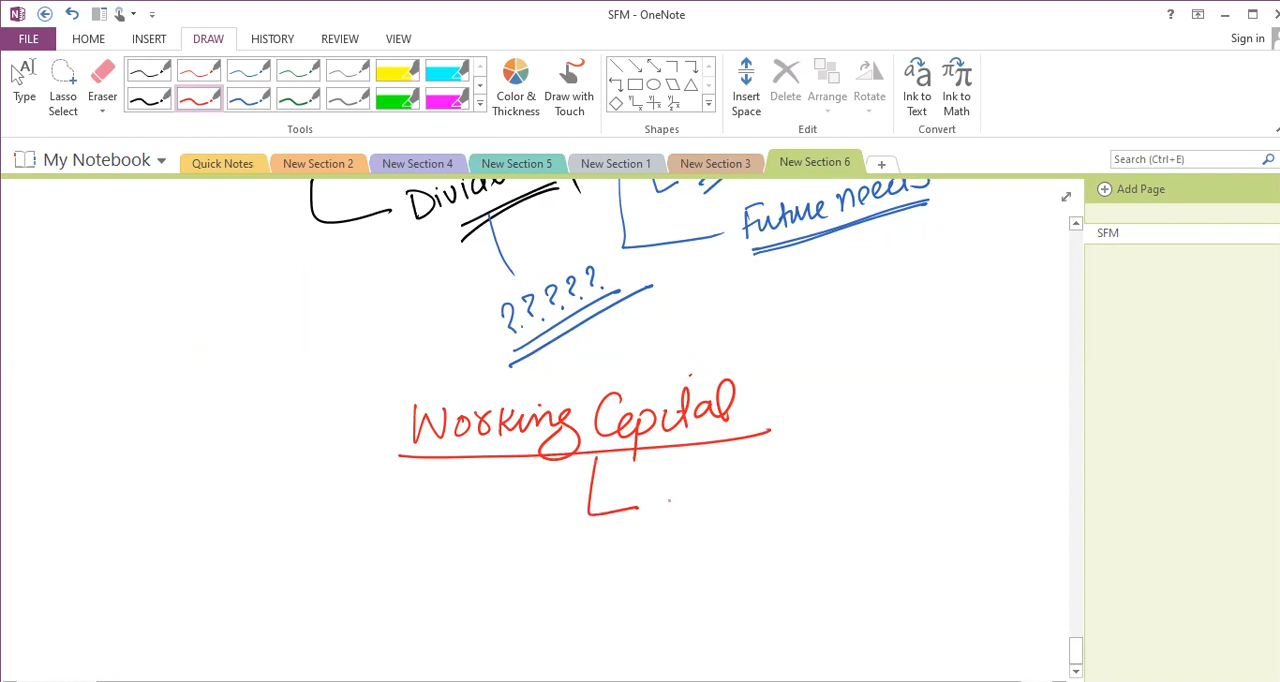 SFM - OneNote
? Sign in
FILE HOME INSERT DRAW HISTORY REVIEW VIEW
Type Lasso Select Eraser Color & Thickness Draw with Touch Insert Space Delete Arrange Rotate Ink to Text Ink to Math
Tools Shapes Edit Convert
My Notebook Quick Notes New Section 2 New Section 4 New Section 5 New Section 1 New Section 3 New Section 6 Search (Ctrl+E)
Add Page
SFM
Future needs
?.?.?.?.?.
Working Cepital